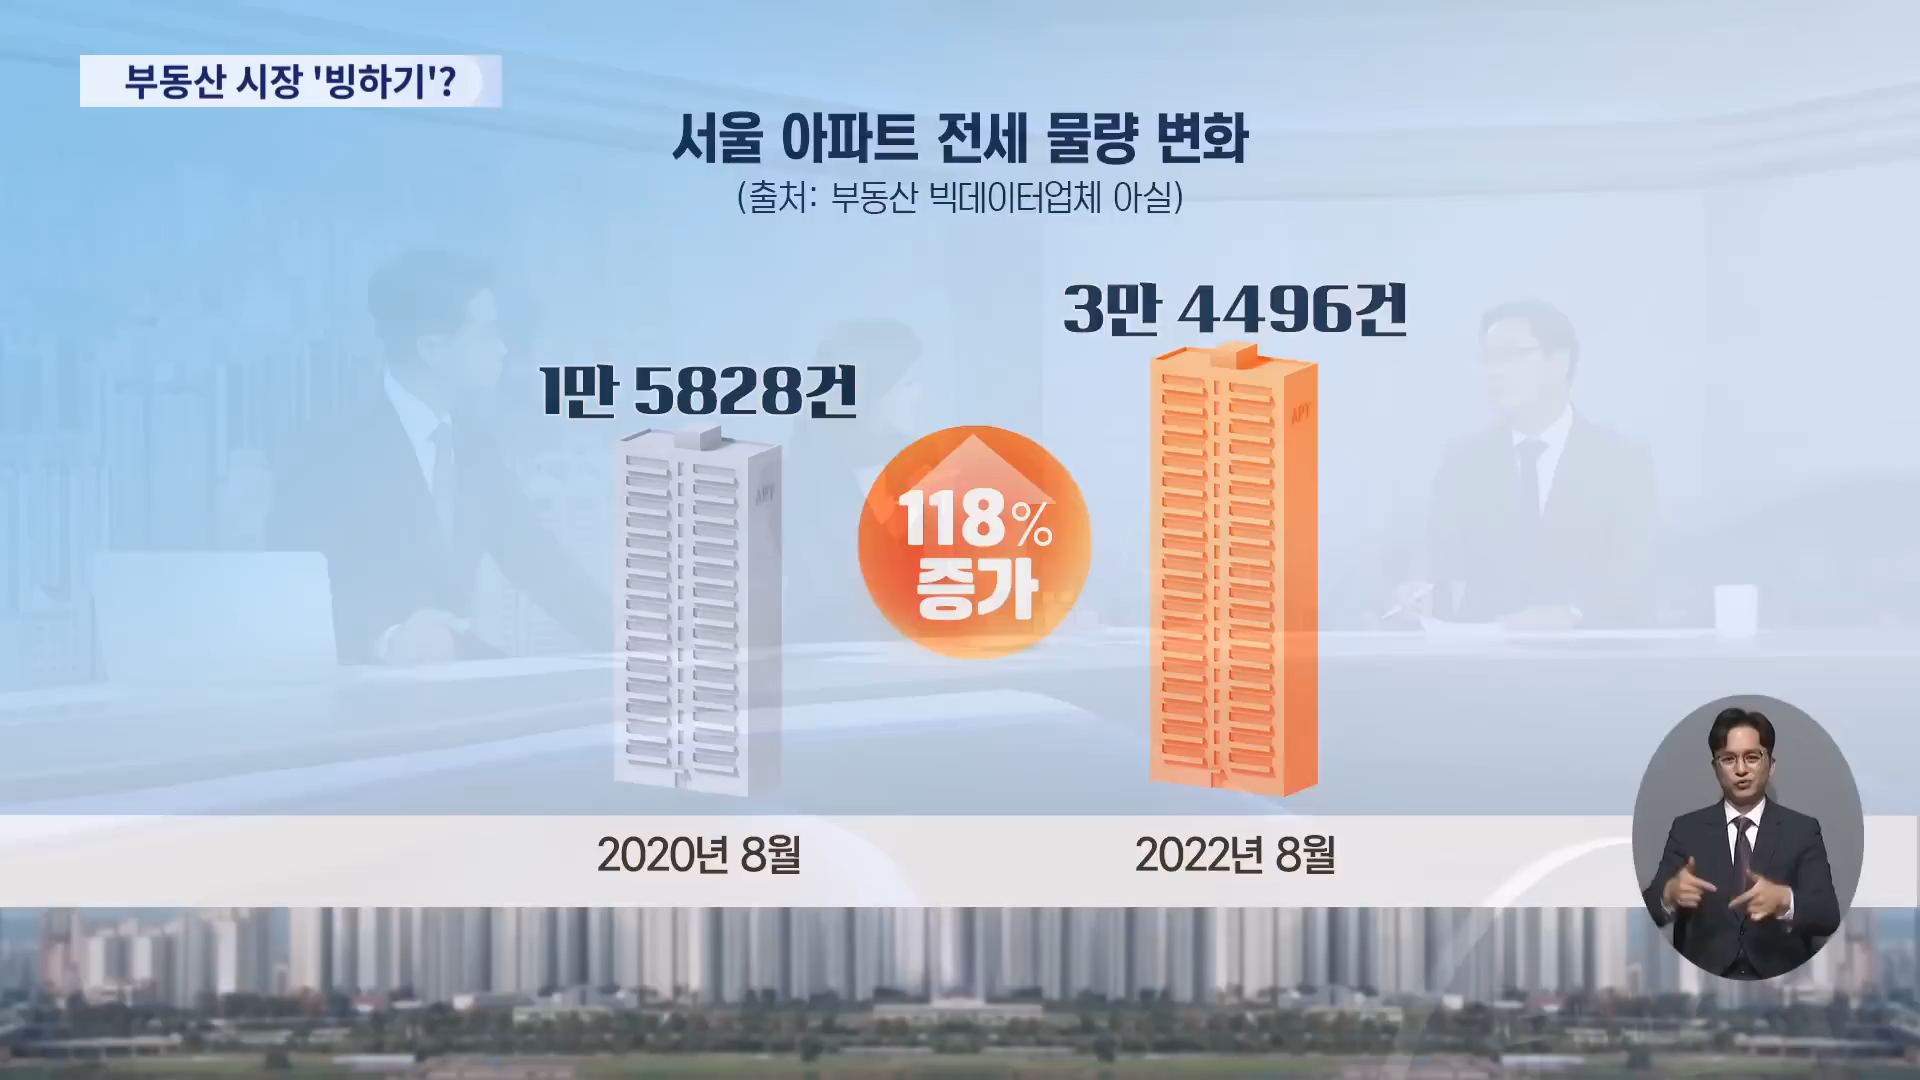 부동산 시장 '빙하기'?
서울 아파트 전세 물량 변화
(출처: 부동산 빅데이터업체 아실)
1만 5828건
3만 4496건
118%
증가
APT
APT
2020년 8월
2022년 8월